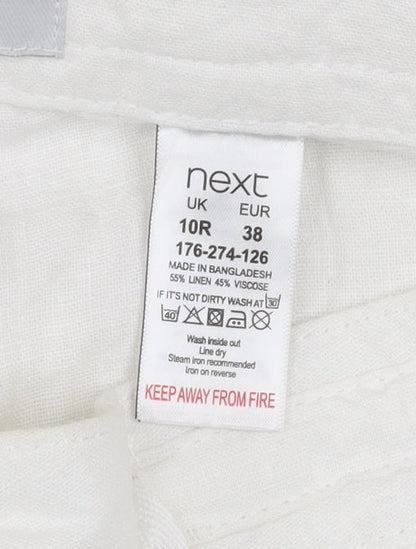 next
UK EUR
10R 38
176-274-126
MADE IN BANGLADESH
55% LINEN 45% VISCOSE
IF IT'S NOT DIRTY WASH AT 30
40
Wash inside out
Line dry
Steam iron recommended
Iron on reverse
KEEP AWAY FROM FIRE